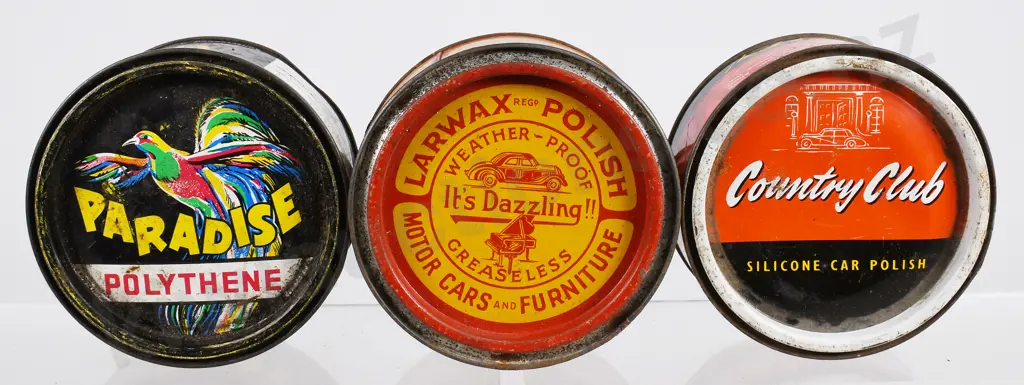 PARADISE
POLYTHENE
LARWAX REGD POLISH
WEATHER-PROOF
It's Dazzling!!
GREASELESS
MOTOR CARS AND FURNITURE
Country Club
SILICONE CAR POLISH